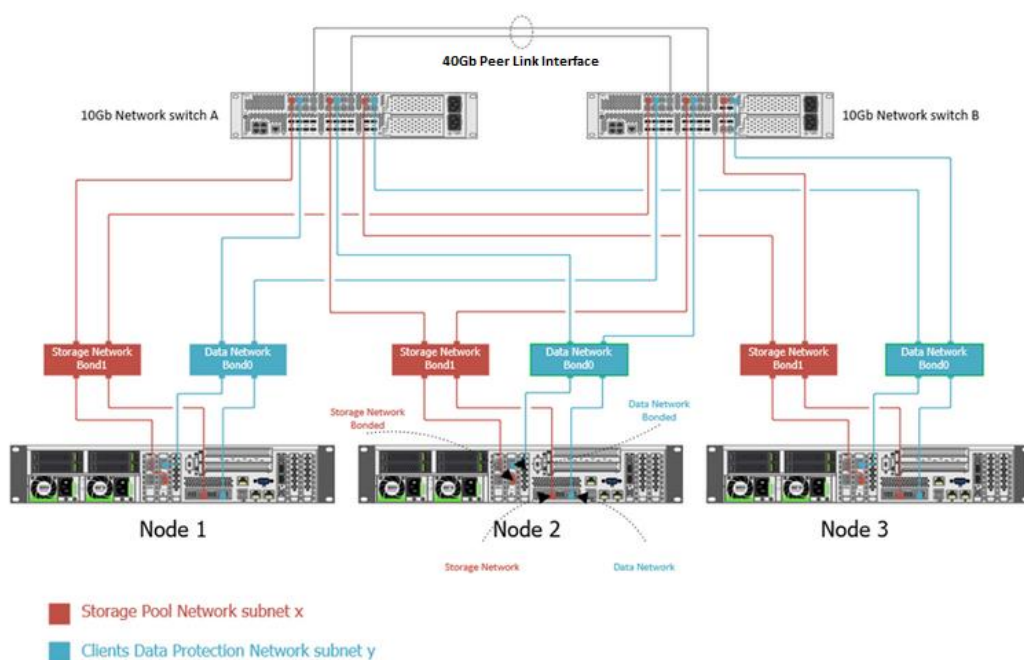 40Gb Peer Link Interface
10Gb Network switch A
10Gb Network switch B
Storage Network
Bond1
Data Network
Bond0
Storage Network
Bond1
Data Network
Bond0
Storage Network
Bond1
Data Network
Bond0
Storage Network
Bonded
Data Network
Bonded
Node 1
Node 2
Node 3
Storage Network
Data Network
Storage Pool Network subnet x
Clients Data Protection Network subnet y